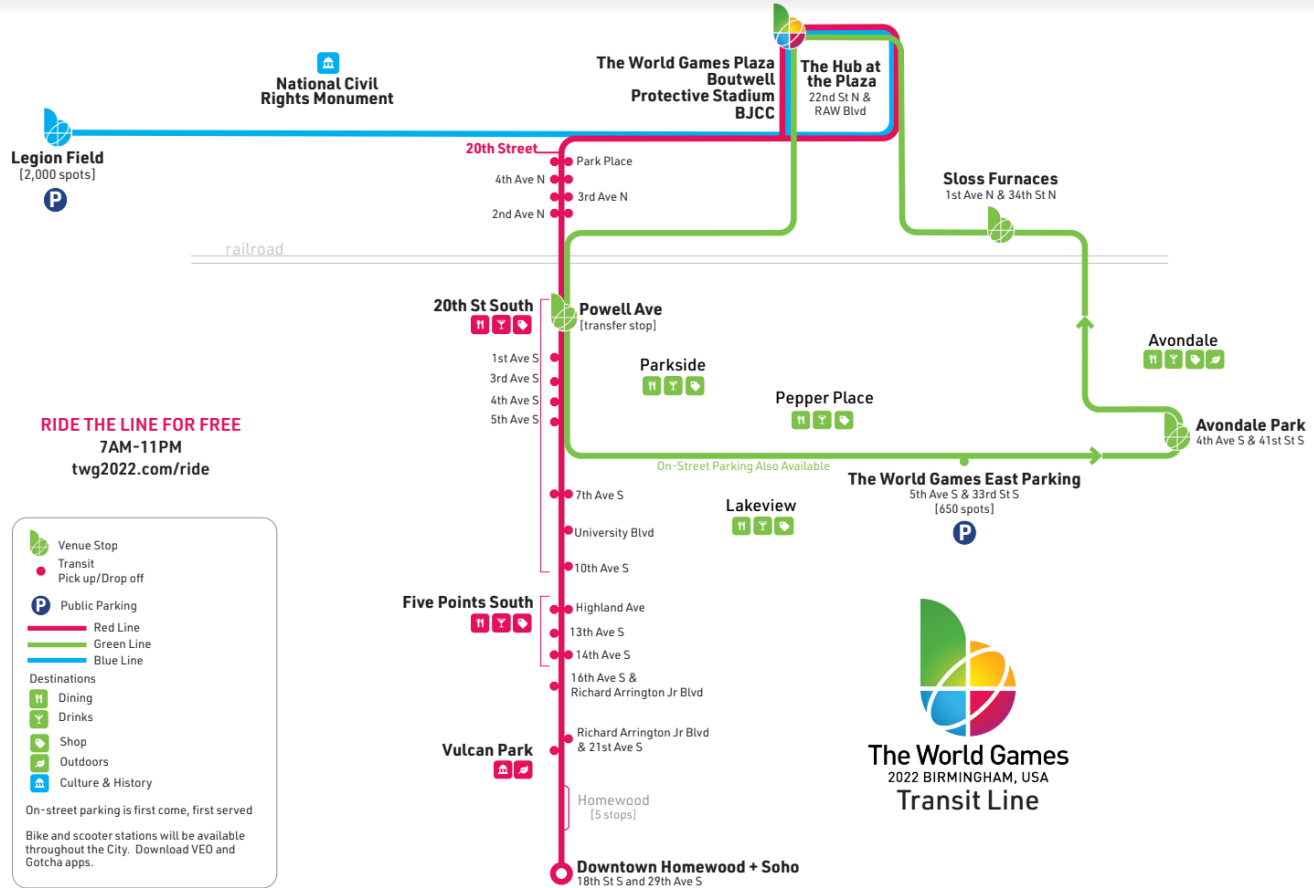 The World Games Plaza
Boutwell
Protective Stadium
BJCC
The Hub at
the Plaza
22nd St N &
RAW Blvd
National Civil
Rights Monument
Legion Field
[2,000 spots]
P
20th Street
Park Place
4th Ave N
3rd Ave N
2nd Ave N
Sloss Furnaces
1st Ave N & 34th St N
railroad
20th St South
Powell Ave
[transfer stop]
1st Ave S
3rd Ave S
4th Ave S
5th Ave S
Parkside
Pepper Place
Avondale
Avondale Park
4th Ave S & 41st St S
On-Street Parking Also Available
The World Games East Parking
5th Ave S & 33rd St S
[650 spots]
P
Lakeview
RIDE THE LINE FOR FREE
7AM-11PM
twg2022.com/ride
7th Ave S
University Blvd
10th Ave S
Five Points South
Highland Ave
13th Ave S
14th Ave S
16th Ave S &
Richard Arrington Jr Blvd
Richard Arrington Jr Blvd
& 21st Ave S
Vulcan Park
Homewood
[5 stops]
Downtown Homewood + Soho
18th St S and 29th Ave S
Venue Stop
Transit
Pick up/Drop off
P Public Parking
Red Line
Green Line
Blue Line
Destinations
Dining
Drinks
Shop
Outdoors
Culture & History
On-street parking is first come, first served
Bike and scooter stations will be available
throughout the City. Download VEO and
Gotcha apps.
The World Games
2022 BIRMINGHAM, USA
Transit Line